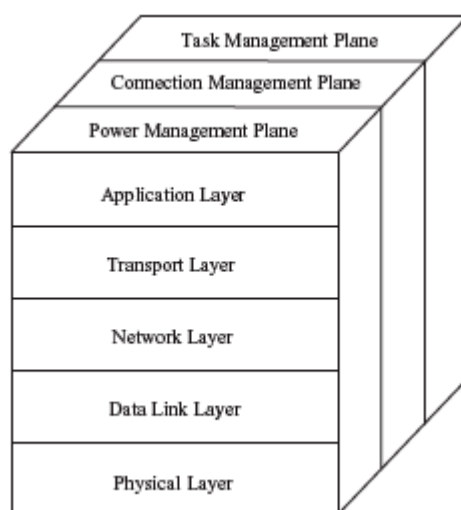 Task Management Plane
Connection Management Plane
Power Management Plane
Application Layer
Transport Layer
Network Layer
Data Link Layer
Physical Layer